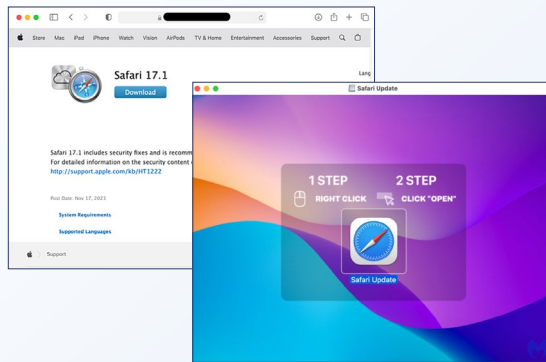 Store Mac iPad iPhone Watch Vision AirPods TV & Home Entertainment Accessories Support
Safari 17.1
Download
Lang
Safari 17.1 includes security fixes and is recomm
For detailed information on the security content
http://support.apple.com/kb/HT1222
Post Date: Nov 17, 2023
System Requirements
Supported Languages
Support
Safari Update
1 STEP 2 STEP
RIGHT CLICK CLICK "OPEN"
Safari Update